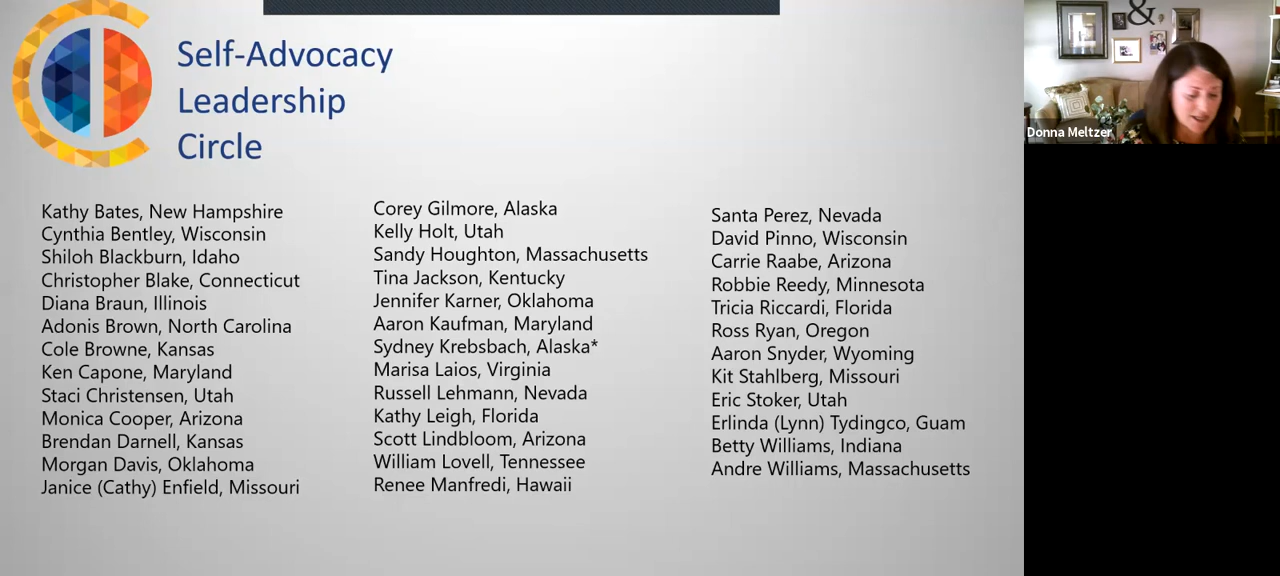 Self-Advocacy
Leadership
Circle
Kathy Bates, New Hampshire
Cynthia Bentley, Wisconsin
Shiloh Blackburn, Idaho
Christopher Blake, Connecticut
Diana Braun, Illinois
Adonis Brown, North Carolina
Cole Browne, Kansas
Ken Capone, Maryland
Staci Christensen, Utah
Monica Cooper, Arizona
Brendan Darnell, Kansas
Morgan Davis, Oklahoma
Janice (Cathy) Enfield, Missouri
Corey Gilmore, Alaska
Kelly Holt, Utah
Sandy Houghton, Massachusetts
Tina Jackson, Kentucky
Jennifer Karner, Oklahoma
Aaron Kaufman, Maryland
Sydney Krebsbach, Alaska*
Marisa Laios, Virginia
Russell Lehmann, Nevada
Kathy Leigh, Florida
Scott Lindbloom, Arizona
William Lovell, Tennessee
Renee Manfredi, Hawaii
Santa Perez, Nevada
David Pinno, Wisconsin
Carrie Raabe, Arizona
Robbie Reedy, Minnesota
Tricia Riccardi, Florida
Ross Ryan, Oregon
Aaron Snyder, Wyoming
Kit Stahlberg, Missouri
Eric Stoker, Utah
Erlinda (Lynn) Tydingco, Guam
Betty Williams, Indiana
Andre Williams, Massachusetts
&
Donna Meltzer